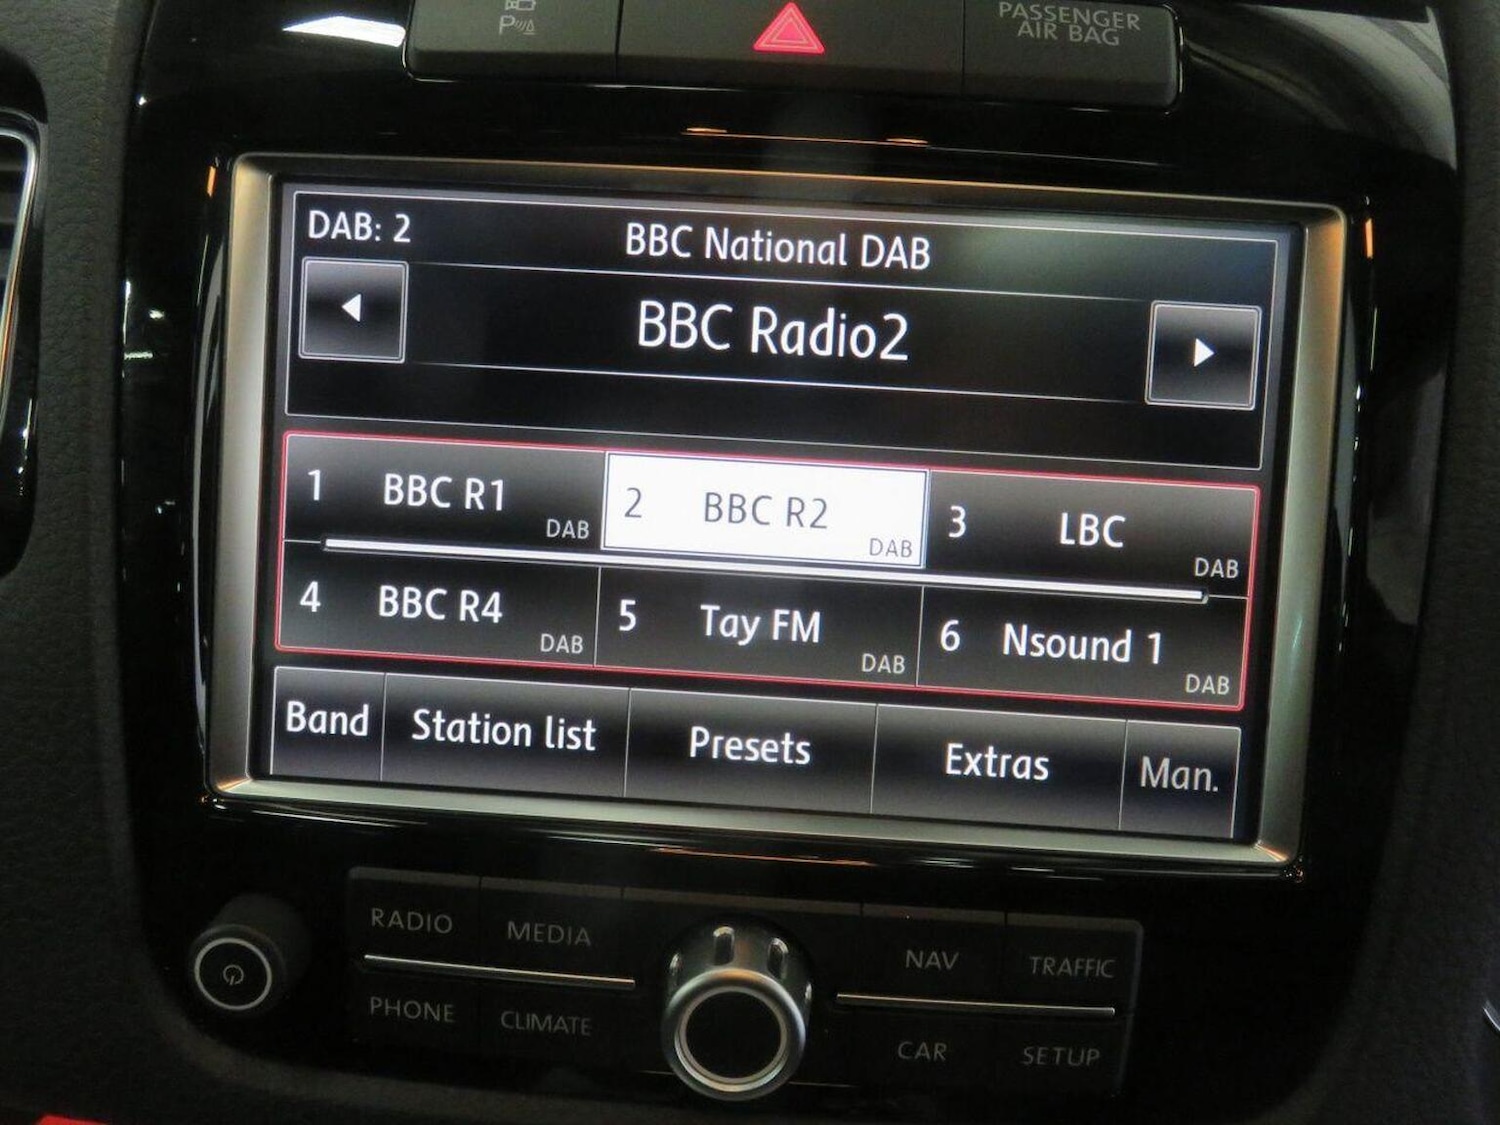 P
PASSENGER
AIR BAG
DAB: 2
BBC National DAB
BBC Radio2
1 BBC R1 DAB
2 BBC R2 DAB
3 LBC DAB
4 BBC R4 DAB
5 Tay FM DAB
6 Nsound 1 DAB
Band Station list Presets Extras Man.
RADIO MEDIA NAV TRAFFIC
PHONE CLIMATE CAR SETUP